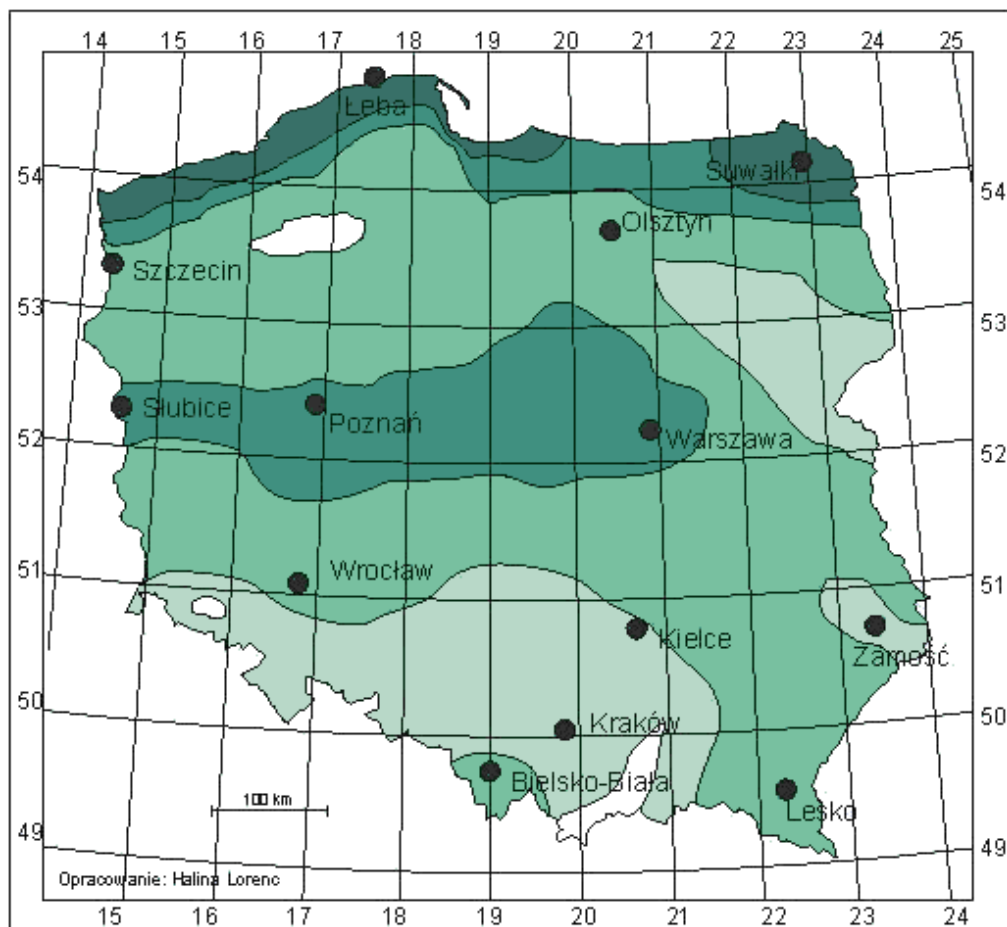 14 15 16 17 18 19 20 21 22 23 24 25
Łeba
54 Suwałki 54
Olsztyn
Szczecin
53 53
Słubice Poznań
52 Warszawa 52
51 Wrocław 51
Kielce Zamość
50 Kraków 50
Bielsko-Biała
100 km Lesko
49 49
Opracowanie: Halina Lorenc
15 16 17 18 19 20 21 22 23 24